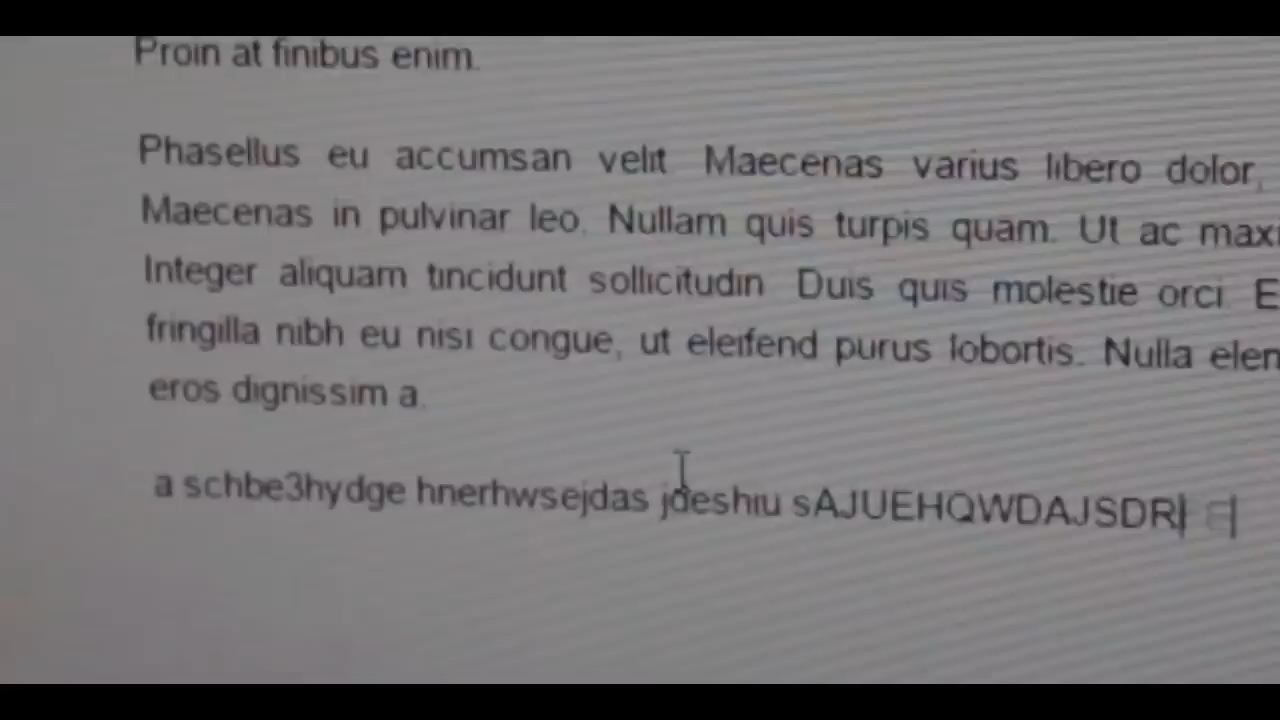 Proin at finibus enim.
Phasellus eu accumsan velit. Maecenas varius libero dolor,
Maecenas in pulvinar leo. Nullam quis turpis quam. Ut ac
Integer aliquam tincidunt sollicitudin. Duis quis molestie orci.
fringilla nibh eu nisi congue, ut eleifend purus lobortis. Nulla
eros dignissim a.
a schbe3hydge hnerhwsejdas jdeshiu sAJUEHQWDAJSDR